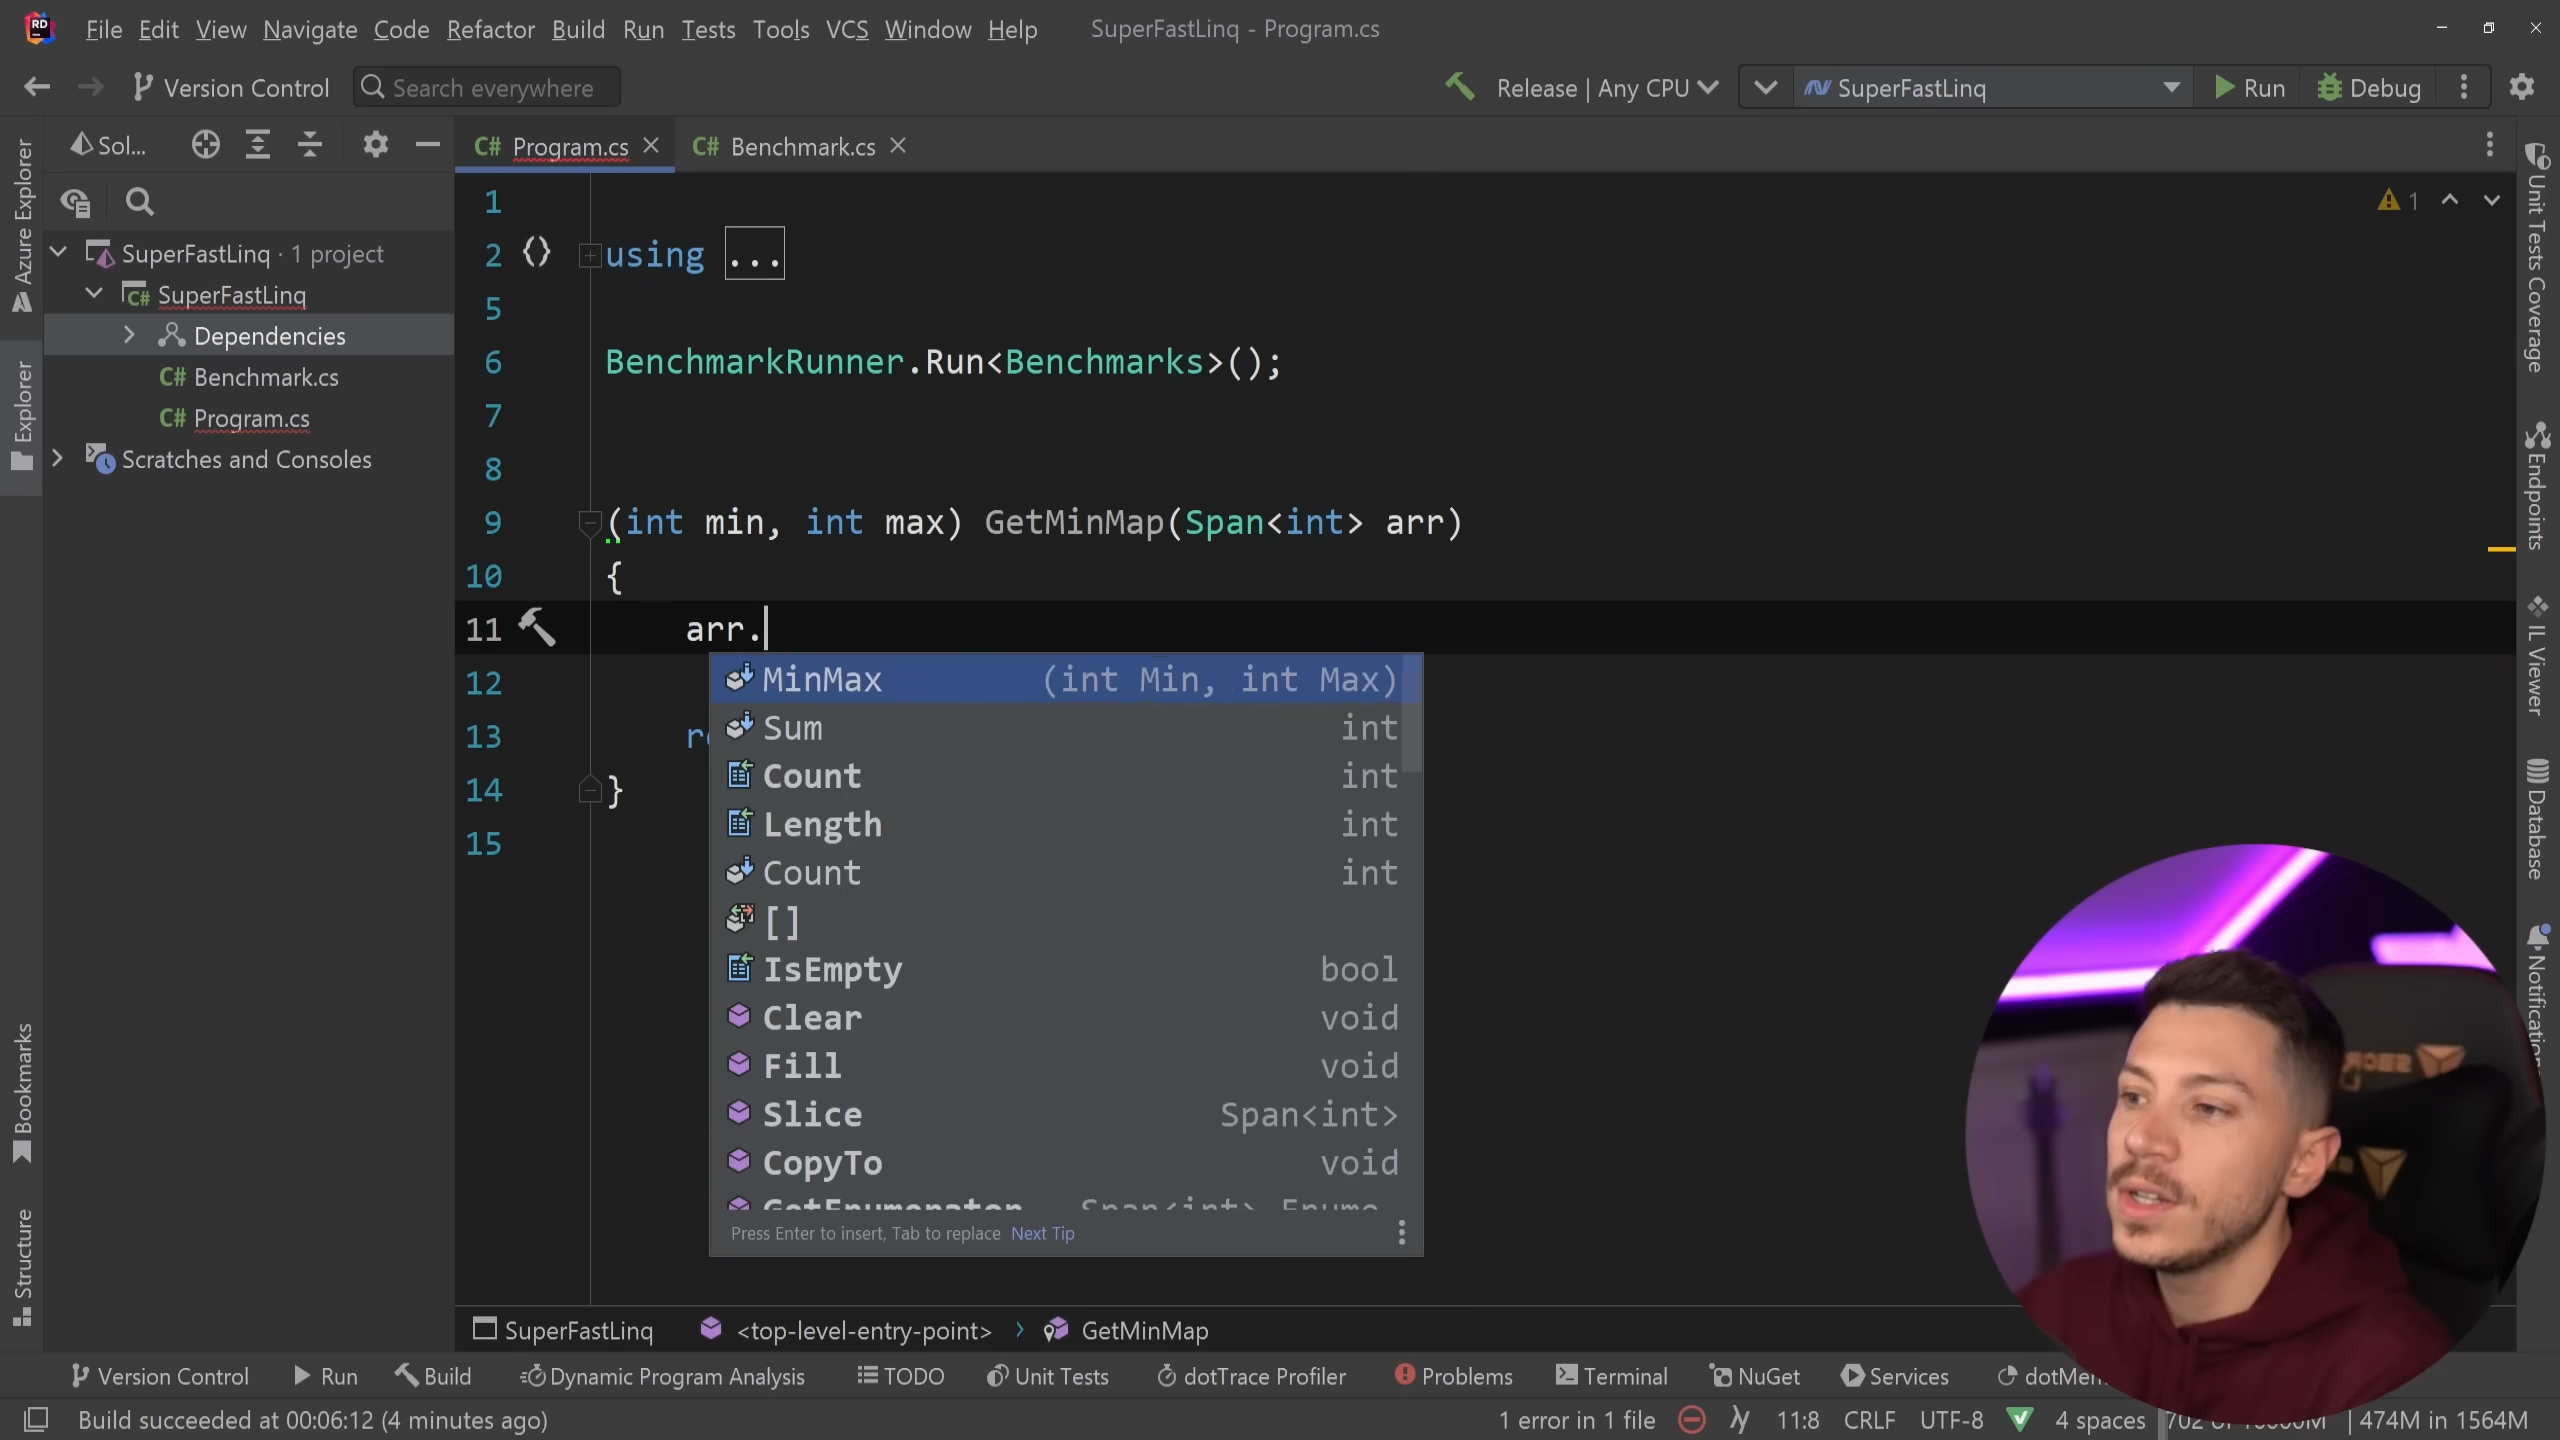 RD File Edit View Navigate Code Refactor Build Run Tests Tools VCS Window Help SuperFastLinq - Program.cs
Version Control Search everywhere Release | Any CPU SuperFastLinq Run Debug
Sol... C# Program.cs C# Benchmark.cs
Azure Explorer
Explorer
Bookmarks
Structure
SuperFastLinq · 1 project
C# SuperFastLinq
Dependencies
C# Benchmark.cs
C# Program.cs
Scratches and Consoles
1
2 {} using ...
5
6 BenchmarkRunner.Run<Benchmarks>();
7
8
9 (int min, int max) GetMinMap(Span<int> arr)
10 {
11 arr.
12
13
14 }
15
1
MinMax (int Min, int Max)
Sum int
Count int
Length int
Count int
[]
IsEmpty bool
Clear void
Fill void
Slice Span<int>
CopyTo void
GetEnumerator
Press Enter to insert, Tab to replace Next Tip
Unit Tests Coverage
Endpoints
IL Viewer
Database
SuperFastLinq <top-level-entry-point> › GetMinMap
Version Control Run Build Dynamic Program Analysis TODO Unit Tests dotTrace Profiler Problems Terminal NuGet Services
Build succeeded at 00:06:12 (4 minutes ago) 1 error in 1 file 11:8 CRLF UTF-8 4 spaces 474M in 1564M